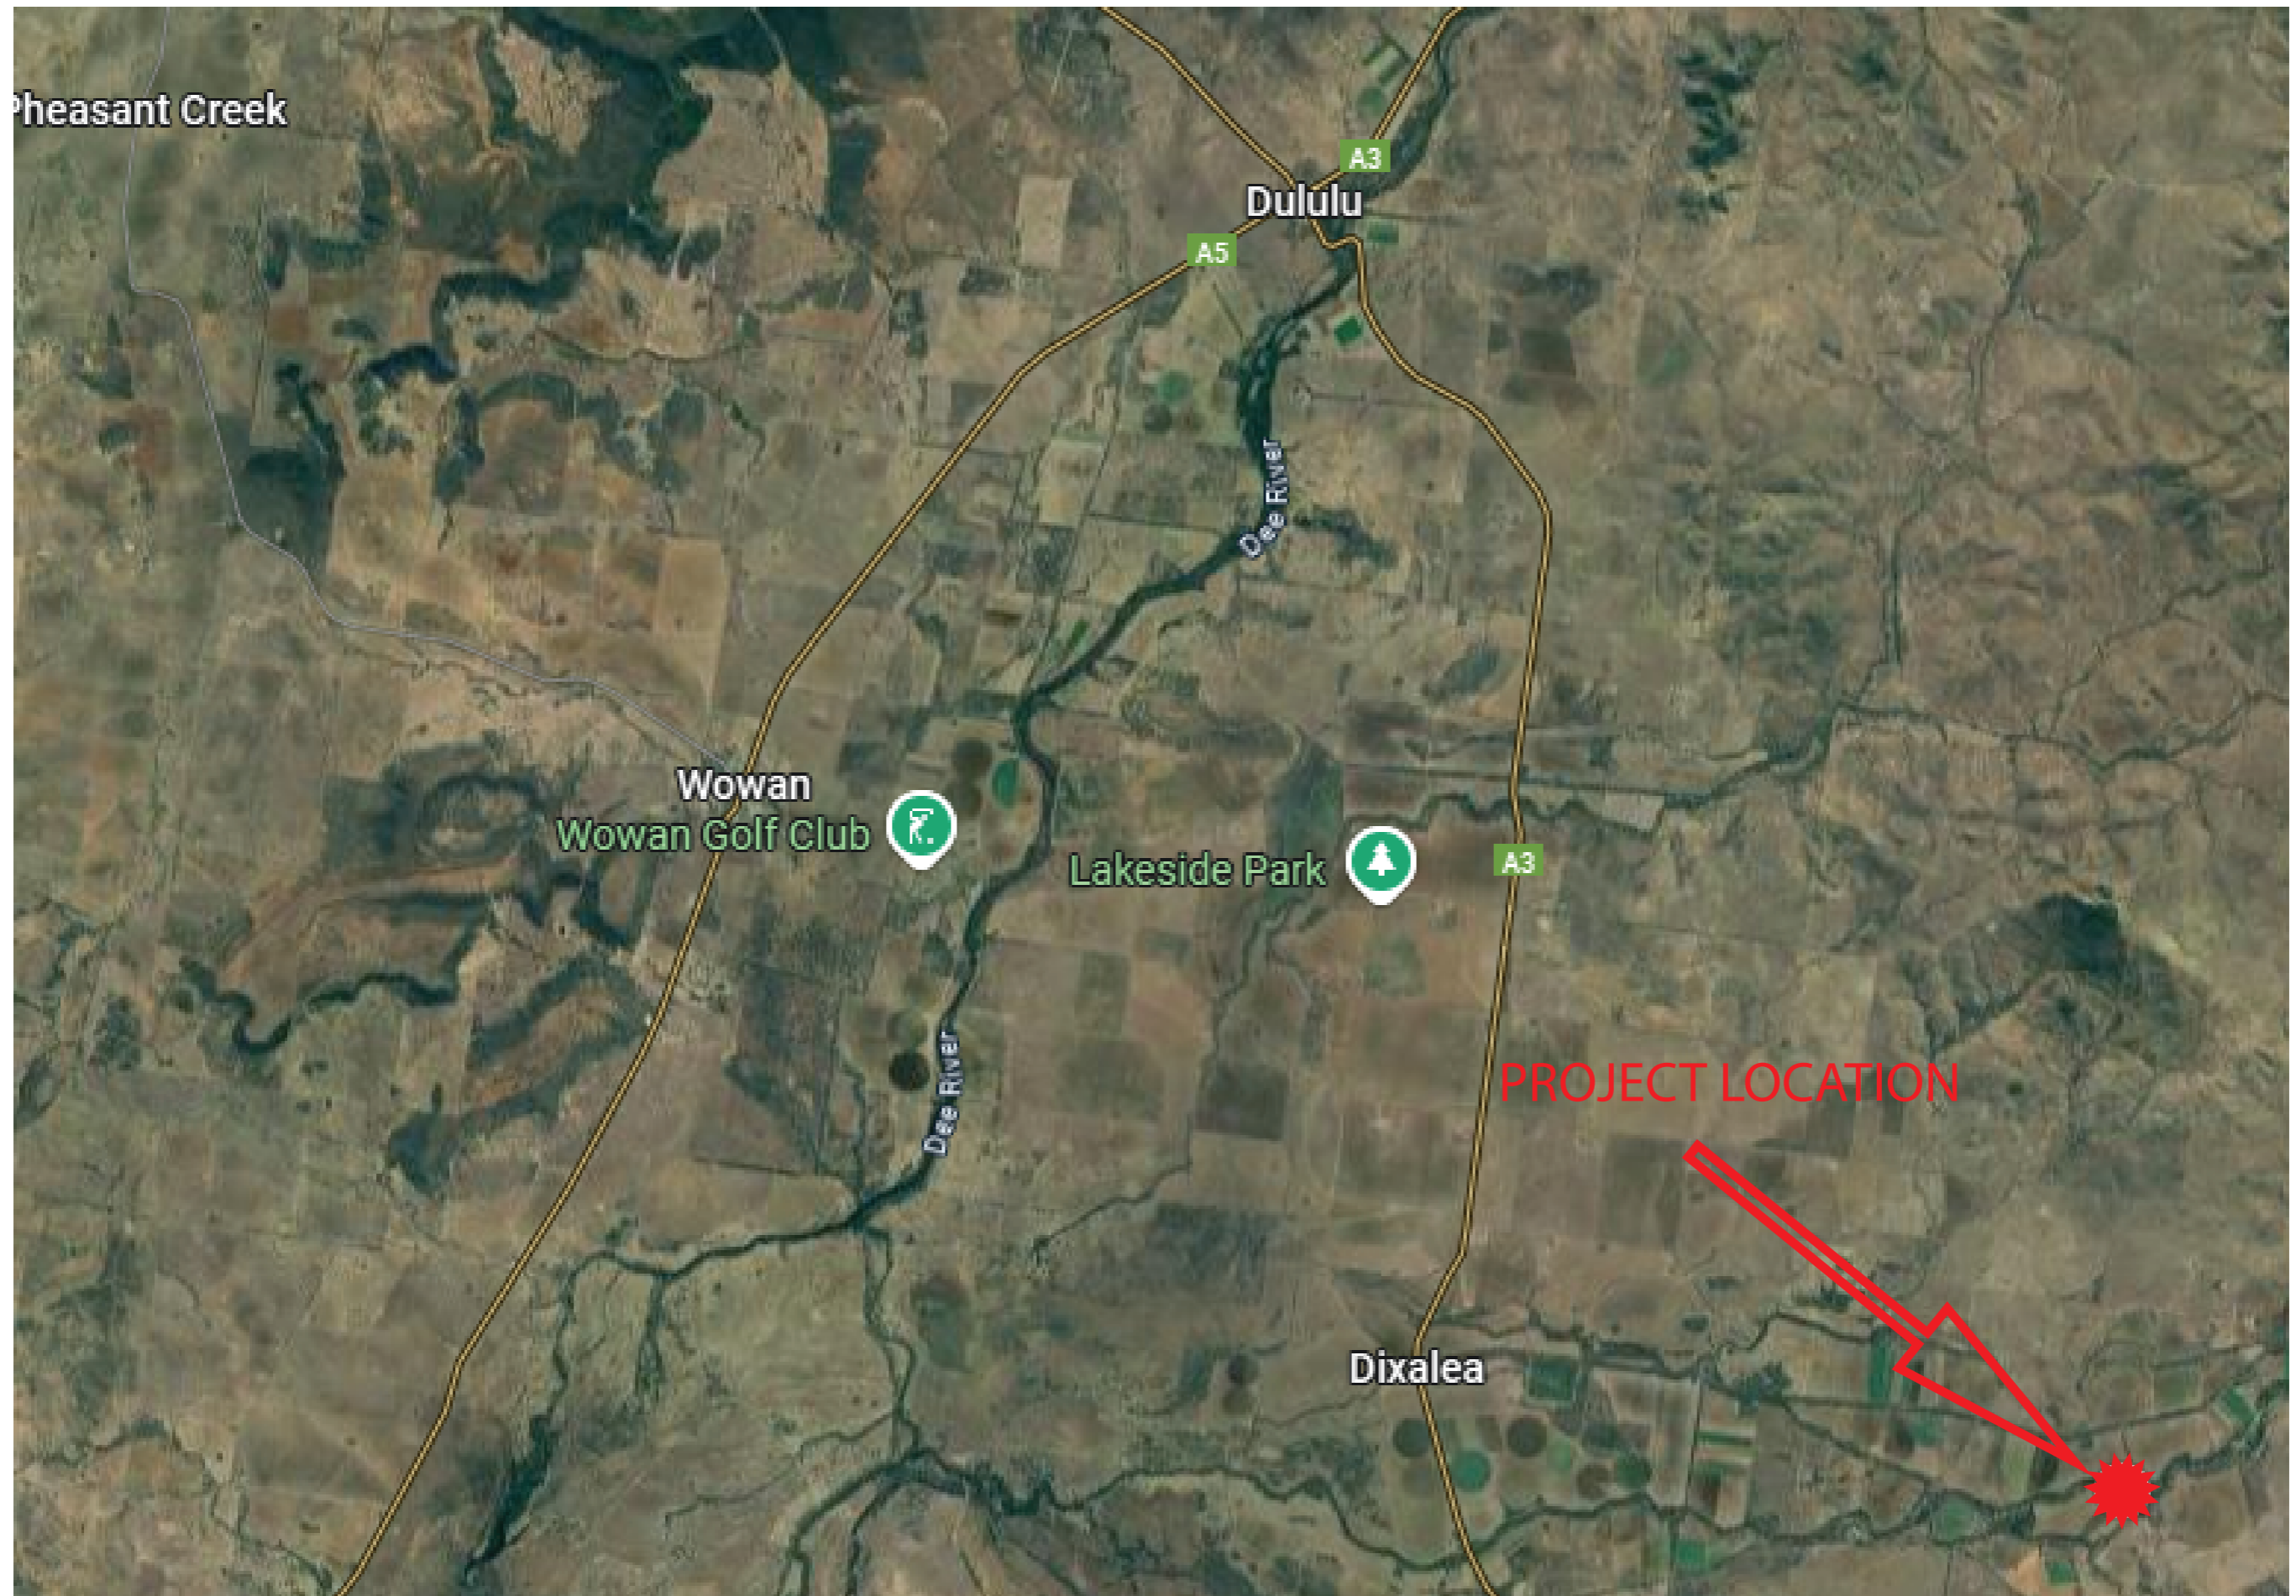 Pheasant Creek
A3
Dululu
A5
Dee River
Wowan
Wowan Golf Club
Lakeside Park
A3
Dee River
PROJECT LOCATION
Dixalea